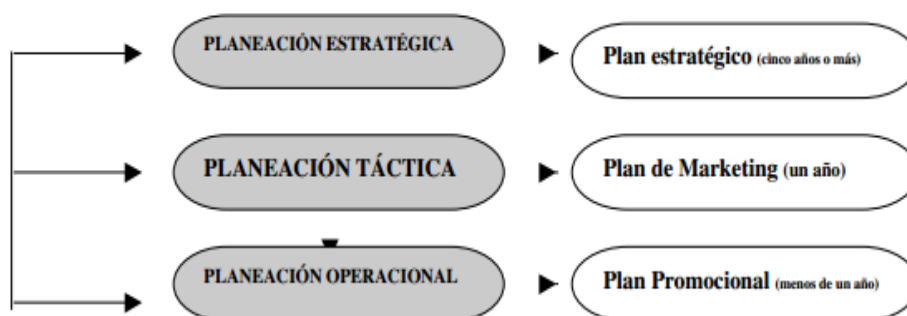 PLANEACIÓN ESTRATÉGICA
Plan estratégico (cinco años o más)
PLANEACIÓN TÁCTICA
Plan de Marketing (un año)
PLANEACIÓN OPERACIONAL
Plan Promocional (menos de un año)